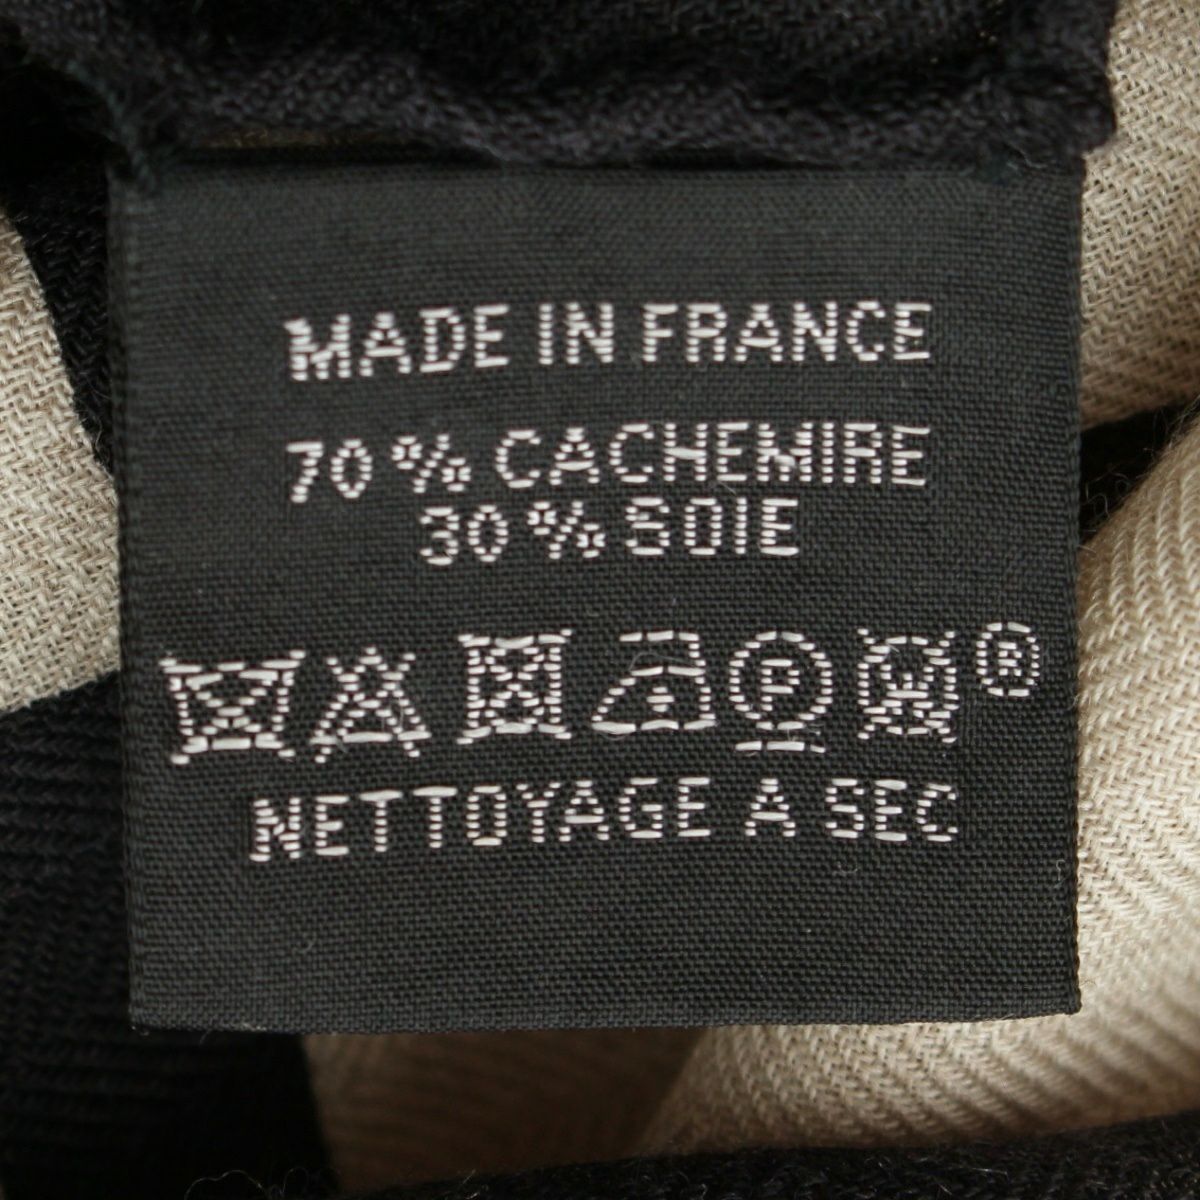 MADE IN FRANCE
70% CACHEMIRE
30% SOIE
P W ®
NETTOYAGE A SEC